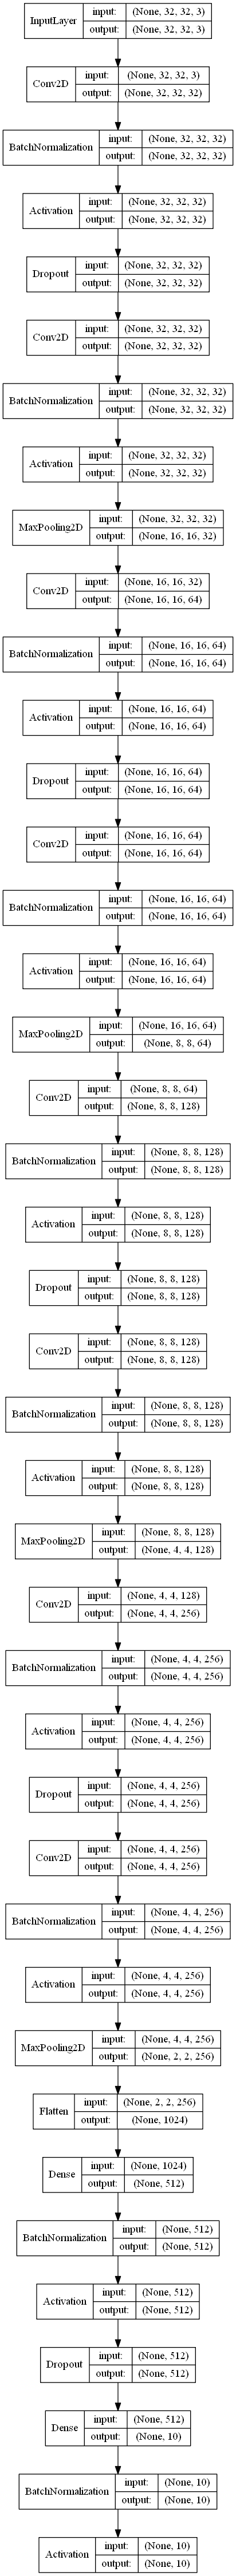 InputLayer input: (None, 32, 32, 3)
output: (None, 32, 32, 3)
Conv2D input: (None, 32, 32, 3)
output: (None, 32, 32, 32)
BatchNormalization input: (None, 32, 32, 32)
output: (None, 32, 32, 32)
Activation input: (None, 32, 32, 32)
output: (None, 32, 32, 32)
Dropout input: (None, 32, 32, 32)
output: (None, 32, 32, 32)
Conv2D input: (None, 32, 32, 32)
output: (None, 32, 32, 32)
BatchNormalization input: (None, 32, 32, 32)
output: (None, 32, 32, 32)
Activation input: (None, 32, 32, 32)
output: (None, 32, 32, 32)
MaxPooling2D input: (None, 32, 32, 32)
output: (None, 16, 16, 32)
Conv2D input: (None, 16, 16, 32)
output: (None, 16, 16, 64)
BatchNormalization input: (None, 16, 16, 64)
output: (None, 16, 16, 64)
Activation input: (None, 16, 16, 64)
output: (None, 16, 16, 64)
Dropout input: (None, 16, 16, 64)
output: (None, 16, 16, 64)
Conv2D input: (None, 16, 16, 64)
output: (None, 16, 16, 64)
BatchNormalization input: (None, 16, 16, 64)
output: (None, 16, 16, 64)
Activation input: (None, 16, 16, 64)
output: (None, 16, 16, 64)
MaxPooling2D input: (None, 16, 16, 64)
output: (None, 8, 8, 64)
Conv2D input: (None, 8, 8, 64)
output: (None, 8, 8, 128)
BatchNormalization input: (None, 8, 8, 128)
output: (None, 8, 8, 128)
Activation input: (None, 8, 8, 128)
output: (None, 8, 8, 128)
Dropout input: (None, 8, 8, 128)
output: (None, 8, 8, 128)
Conv2D input: (None, 8, 8, 128)
output: (None, 8, 8, 128)
BatchNormalization input: (None, 8, 8, 128)
output: (None, 8, 8, 128)
Activation input: (None, 8, 8, 128)
output: (None, 8, 8, 128)
MaxPooling2D input: (None, 8, 8, 128)
output: (None, 4, 4, 128)
Conv2D input: (None, 4, 4, 128)
output: (None, 4, 4, 256)
BatchNormalization input: (None, 4, 4, 256)
output: (None, 4, 4, 256)
Activation input: (None, 4, 4, 256)
output: (None, 4, 4, 256)
Dropout input: (None, 4, 4, 256)
output: (None, 4, 4, 256)
Conv2D input: (None, 4, 4, 256)
output: (None, 4, 4, 256)
BatchNormalization input: (None, 4, 4, 256)
output: (None, 4, 4, 256)
Activation input: (None, 4, 4, 256)
output: (None, 4, 4, 256)
MaxPooling2D input: (None, 4, 4, 256)
output: (None, 2, 2, 256)
Flatten input: (None, 2, 2, 256)
output: (None, 1024)
Dense input: (None, 1024)
output: (None, 512)
BatchNormalization input: (None, 512)
output: (None, 512)
Activation input: (None, 512)
output: (None, 512)
Dropout input: (None, 512)
output: (None, 512)
Dense input: (None, 512)
output: (None, 10)
BatchNormalization input: (None, 10)
output: (None, 10)
Activation input: (None, 10)
output: (None, 10)